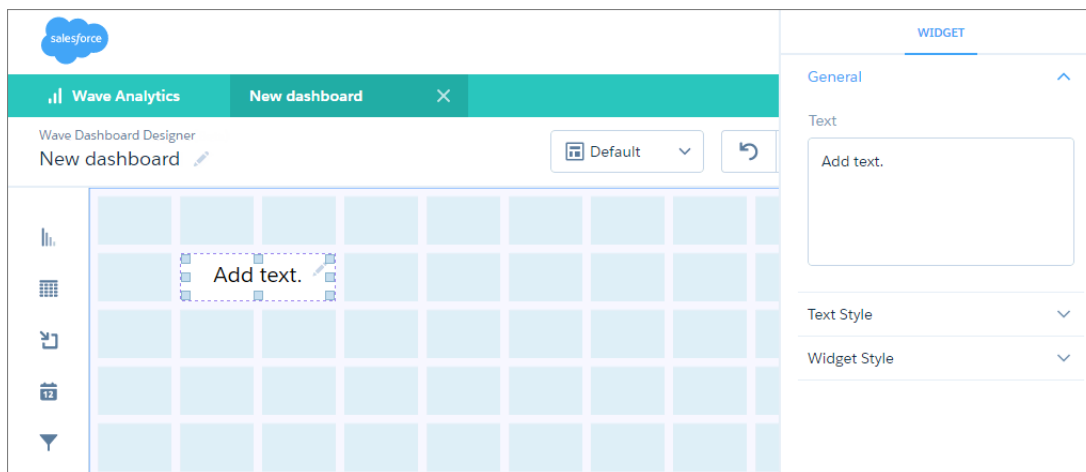 salesforce
WIDGET
General
Wave Analytics
New dashboard
Text
Wave Dashboard Designer
New dashboard
Default
Add text.
Add text.
Text Style
Widget Style
12